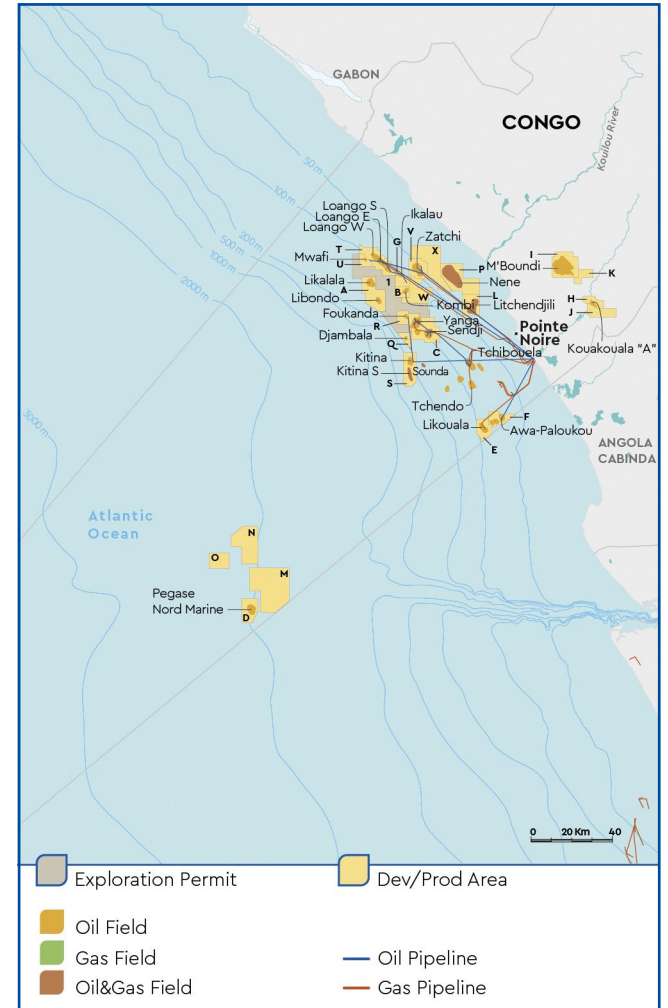 GABON
CONGO
Kouilou River
50 m
100 m
200 m
500 m
1000 m
2000 m
3000 m
Loango S
Loango E
Loango W
Ikalau
V
G
Zatchi
T
X
I
Mwafi
U
P
M'Boundi
K
Likalala
1
Nene
A
B
W
L
H
Libondo
Kombi
Litchendjili
J
Foukanda
Yanga
Pointe
Noire
R
Sendji
Djambala
Q
C
Kouakouala "A"
Kitina
Tchibouela
Kitina S
Sounda
S
Tchendo
F
Likouala
Awa-Paloukou
E
ANGOLA
CABINDA
Atlantic
Ocean
N
O
M
Pegase
Nord Marine
D
0 20 Km 40
Exploration Permit
Dev/Prod Area
Oil Field
Gas Field
Oil Pipeline
Oil&Gas Field
Gas Pipeline